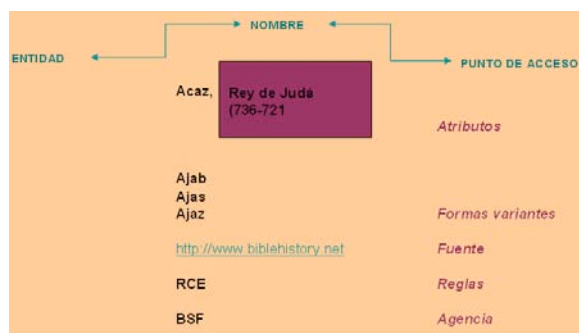 NOMBRE
ENTIDAD
PUNTO DE ACCESO
Acaz, Rey de Judá
(736-721
Atributos
Ajab
Ajas
Ajaz Formas variantes
http://www.biblehistory.net Fuente
RCE Reglas
BSF Agencia